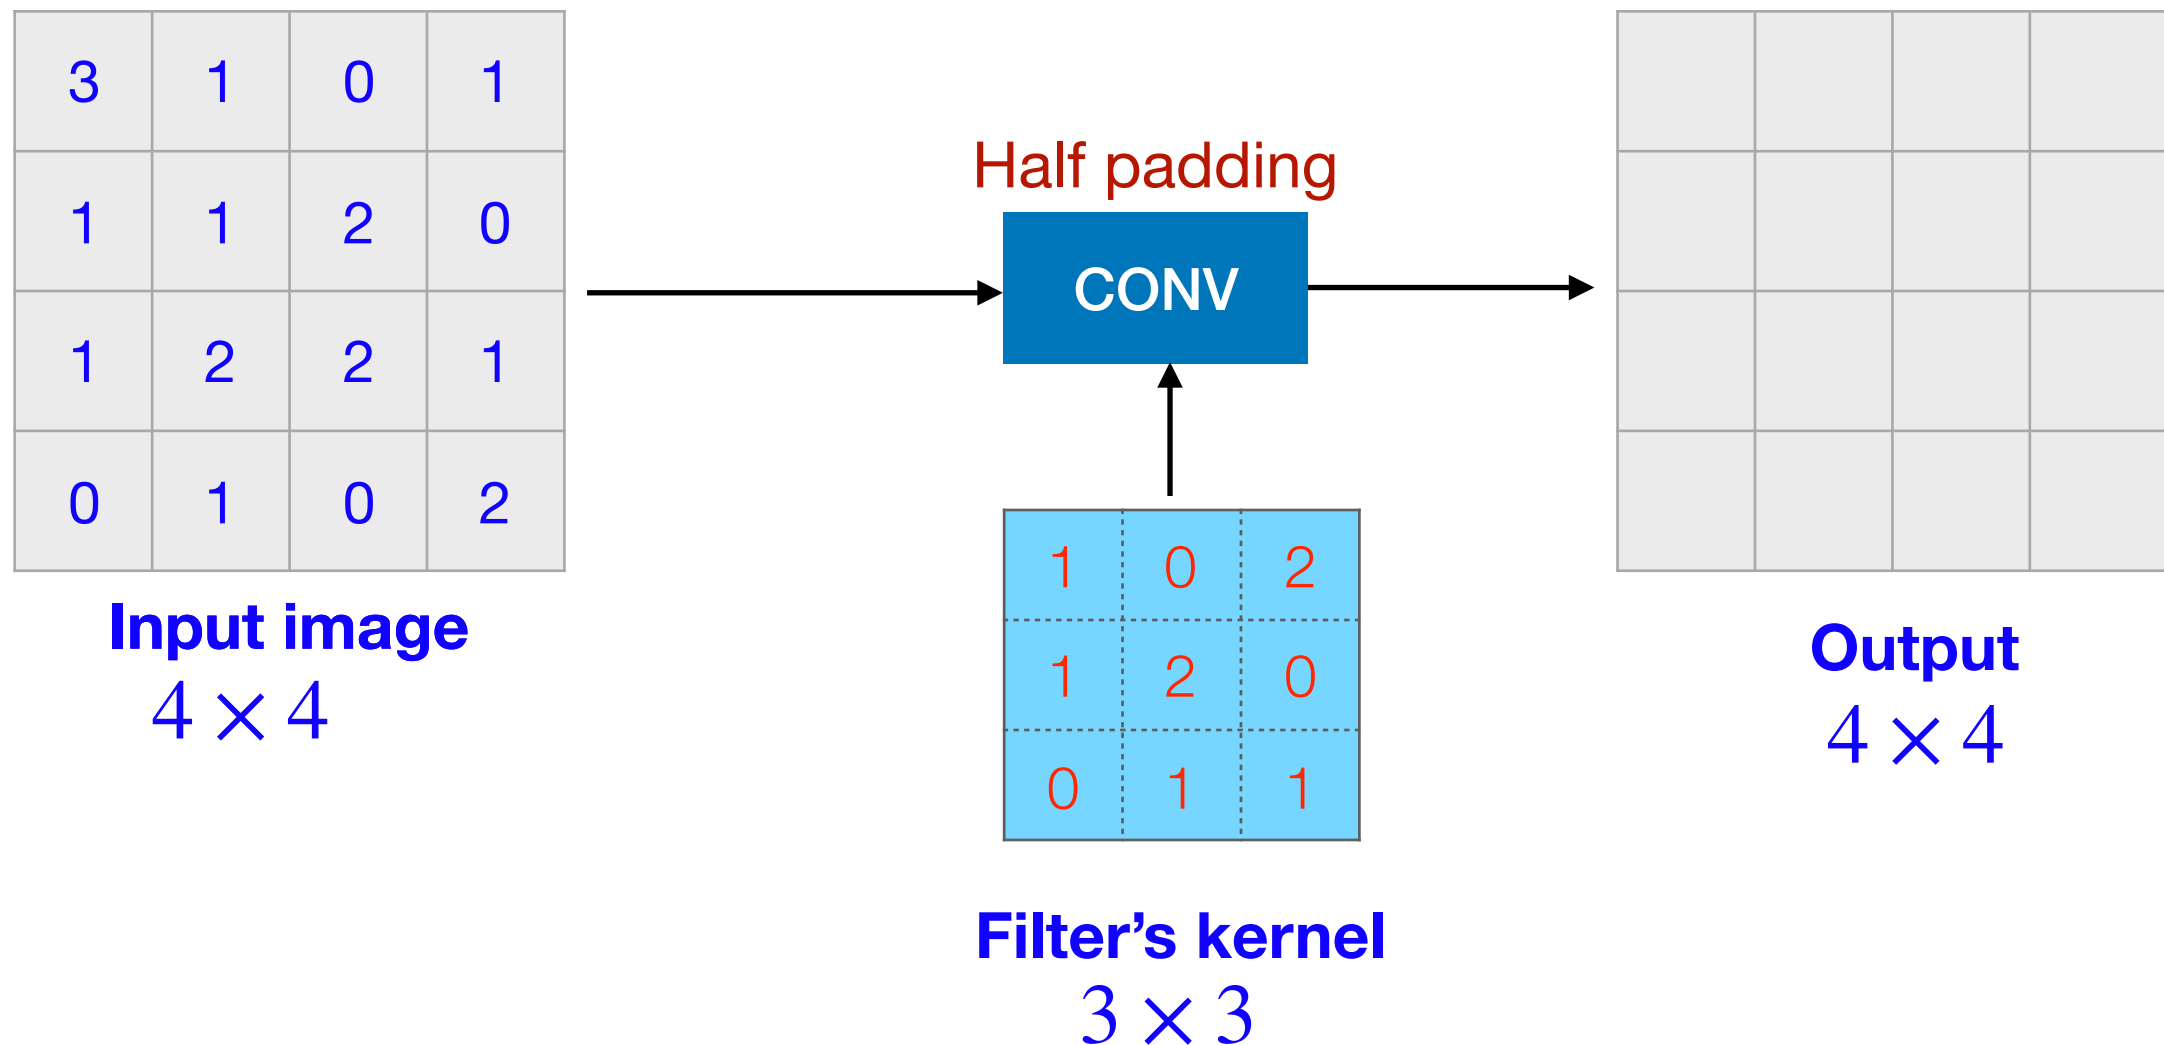 3 1 0 1
1 1 2 0
1 2 2 1
0 1 0 2
Input image
4 × 4
Half padding
CONV
1 0 2
1 2 0
0 1 1
Filter’s kernel
3 × 3
Output
4 × 4